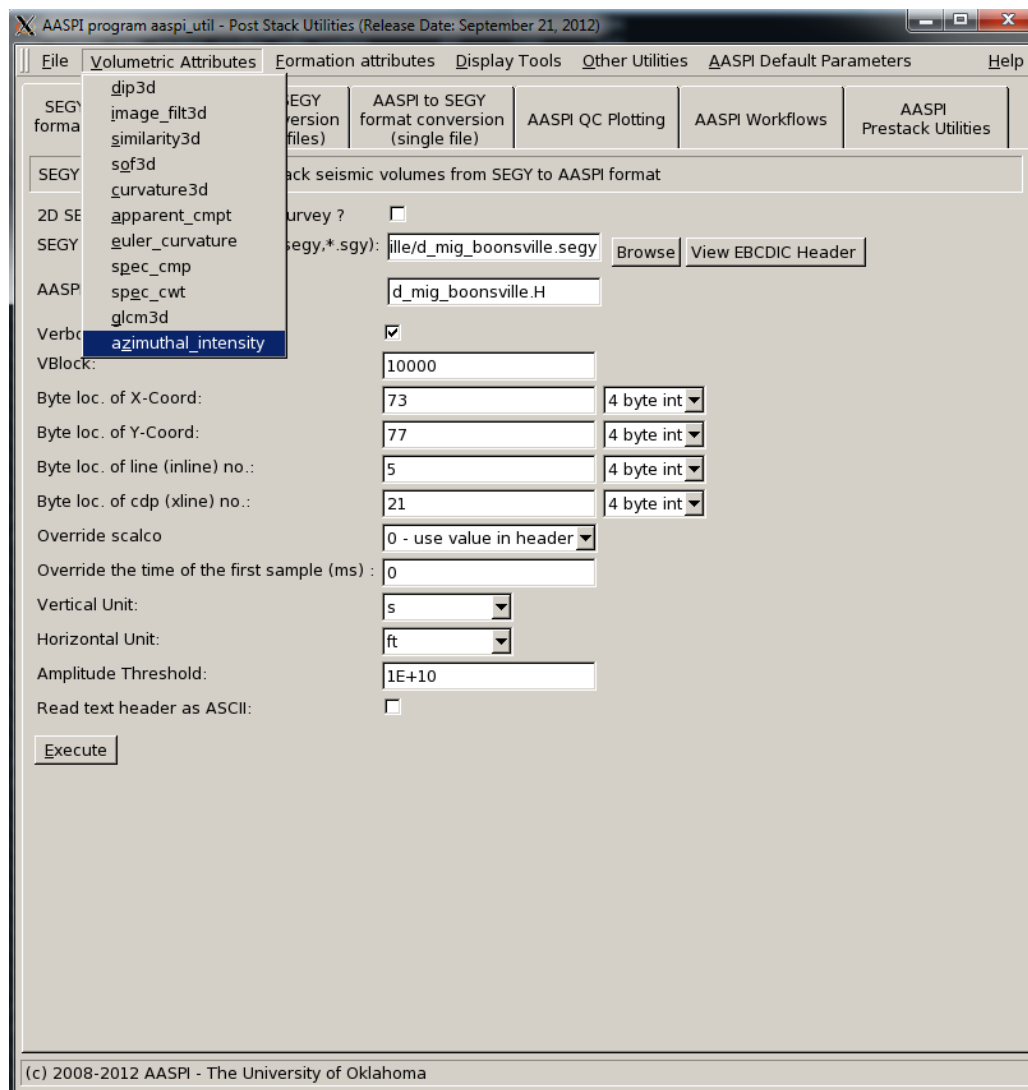 AASPI program aaspi_util - Post Stack Utilities (Release Date: September 21, 2012)
File Volumetric Attributes Formation attributes Display Tools Other Utilities AASPI Default Parameters Help
dip3d
image_filt3d
similarity3d
sof3d
curvature3d
apparent_cmpt
euler_curvature
spec_cmp
spec_cwt
glcm3d
azimuthal_intensity
SEGY
AASPI to SEGY
format conversion
(single file)
AASPI QC Plotting
AASPI Workflows
AASPI
Prestack Utilities
SEGY ack seismic volumes from SEGY to AASPI format
2D SE urvey ?
SEGY segy,*.sgy): ille/d_mig_boonsville.segy Browse View EBCDIC Header
AASP d_mig_boonsville.H
Verbo
VBlock: 10000
Byte loc. of X-Coord: 73 4 byte int
Byte loc. of Y-Coord: 77 4 byte int
Byte loc. of line (inline) no.: 5 4 byte int
Byte loc. of cdp (xline) no.: 21 4 byte int
Override scalco 0 - use value in header
Override the time of the first sample (ms) : 0
Vertical Unit: s
Horizontal Unit: ft
Amplitude Threshold: 1E+10
Read text header as ASCII:
Execute
(c) 2008-2012 AASPI - The University of Oklahoma